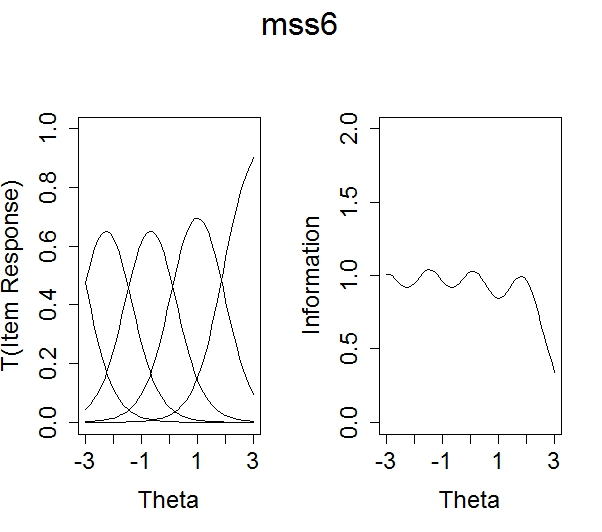 mss6
T(Item Response)
0.0 0.2 0.4 0.6 0.8 1.0
-3 -1 1 3
Theta
Information
0.0 0.5 1.0 1.5 2.0
-3 -1 1 3
Theta